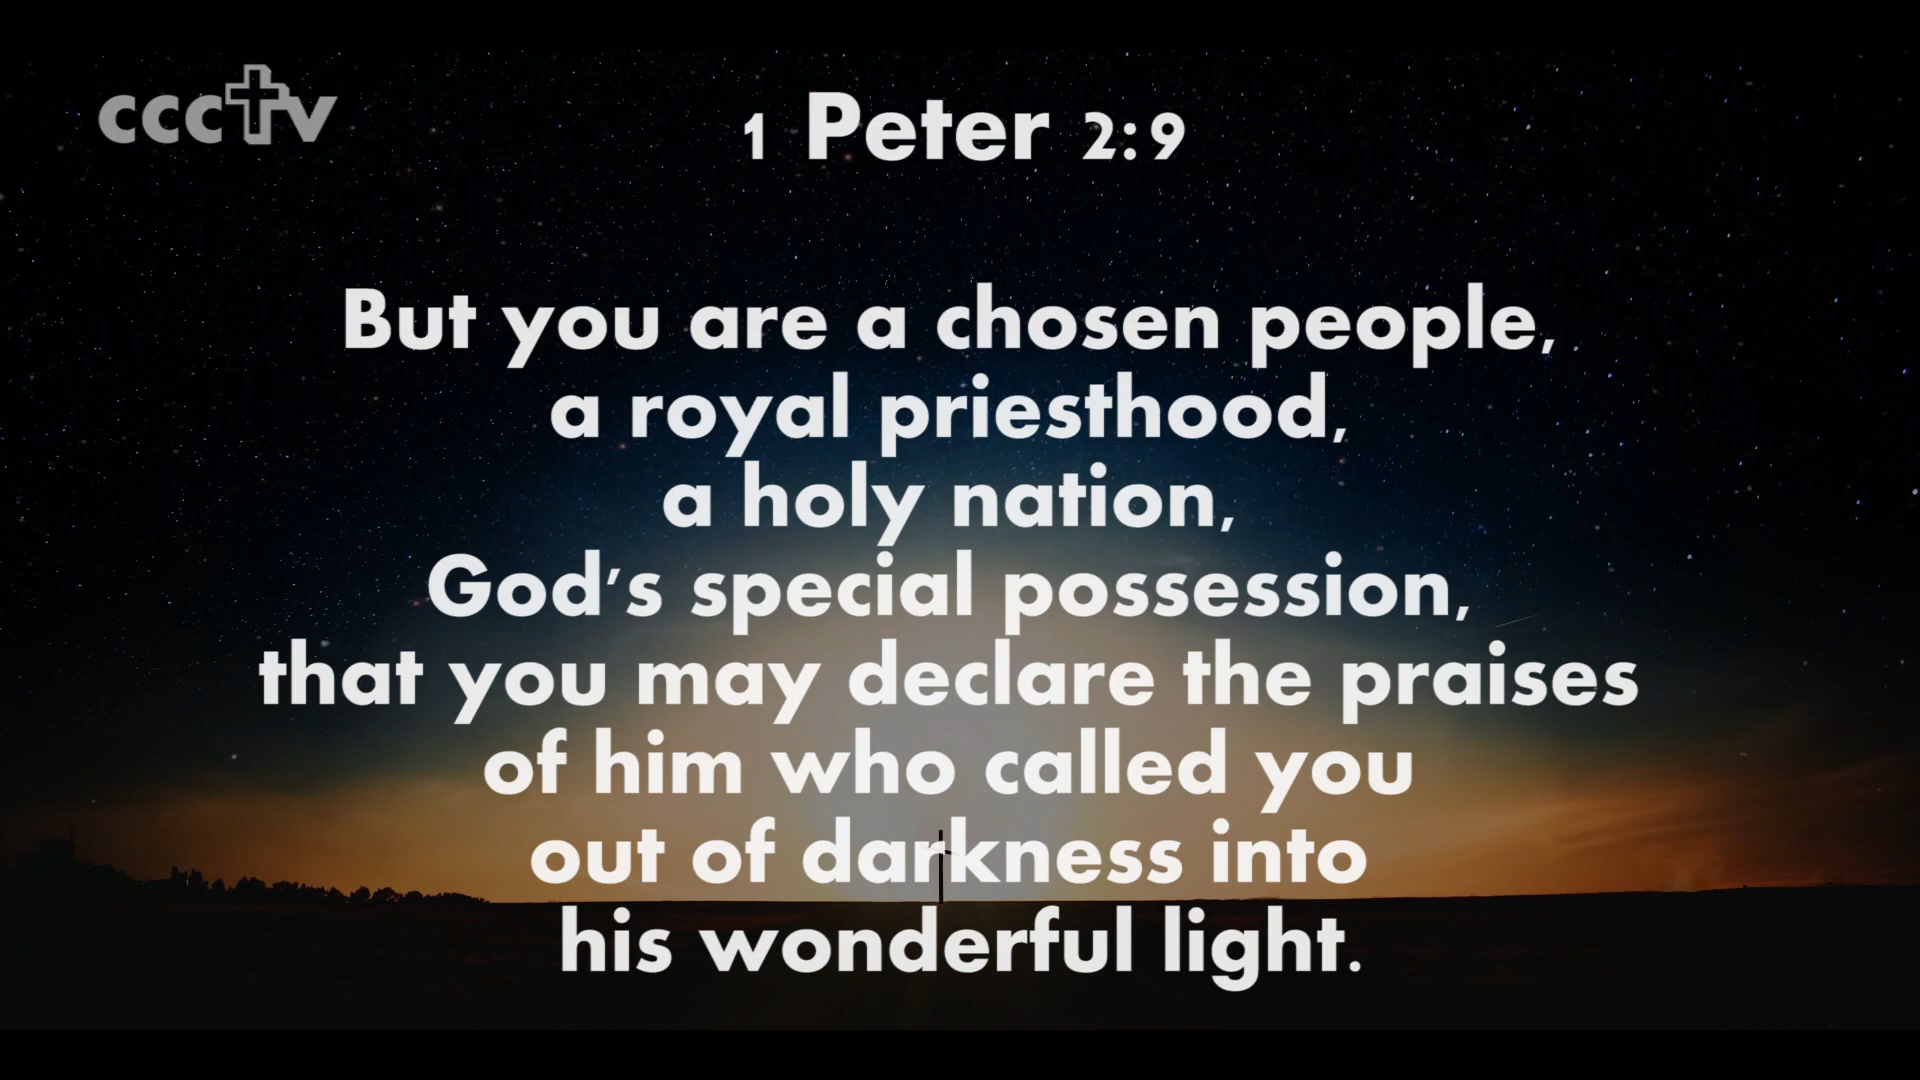 cccTv
1 Peter 2:9
But you are a chosen people,
a royal priesthood,
a holy nation,
God's special possession,
that you may declare the praises
of him who called you
out of darkness into
his wonderful light.